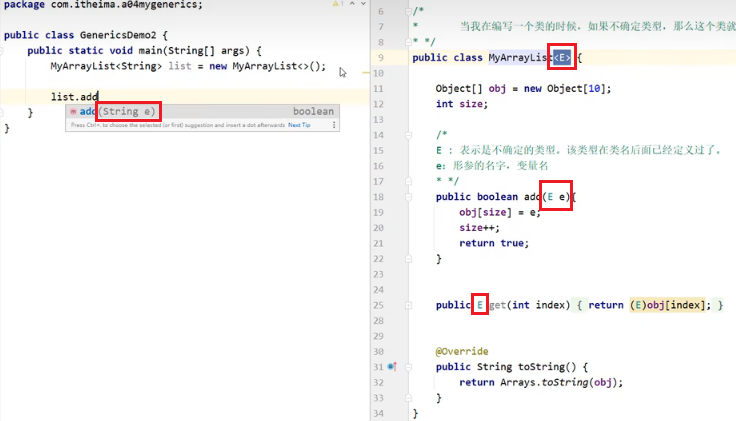 package com.itheima.a04mygenerics;
public class GenericsDemo2 {
public static void main(String[] args) {
MyArrayList<String> list = new MyArrayList<>();
list.add
add(String e) boolean
Press Ctrl+. to choose the selected (or first) suggestion and insert a dot afterwards Next Tip
}
}
6 /*
7 * 当我在编写一个类的时候，如果不确定类型，那么这个类就
8 * */
9 public class MyArrayList<E> {
10
11 Object[] obj = new Object[10];
12 int size;
13
14 /*
15 E : 表示是不确定的类型。该类型在类名后面已经定义过了。
16 e: 形参的名字，变量名
17 * */
18 public boolean add(E e){
19 obj[size] = e;
20 size++;
21 return true;
22 }
23
24
25 public E get(int index) { return (E)obj[index]; }
28
29
30 @Override
31 public String toString() {
32 return Arrays.toString(obj);
33 }
34 }